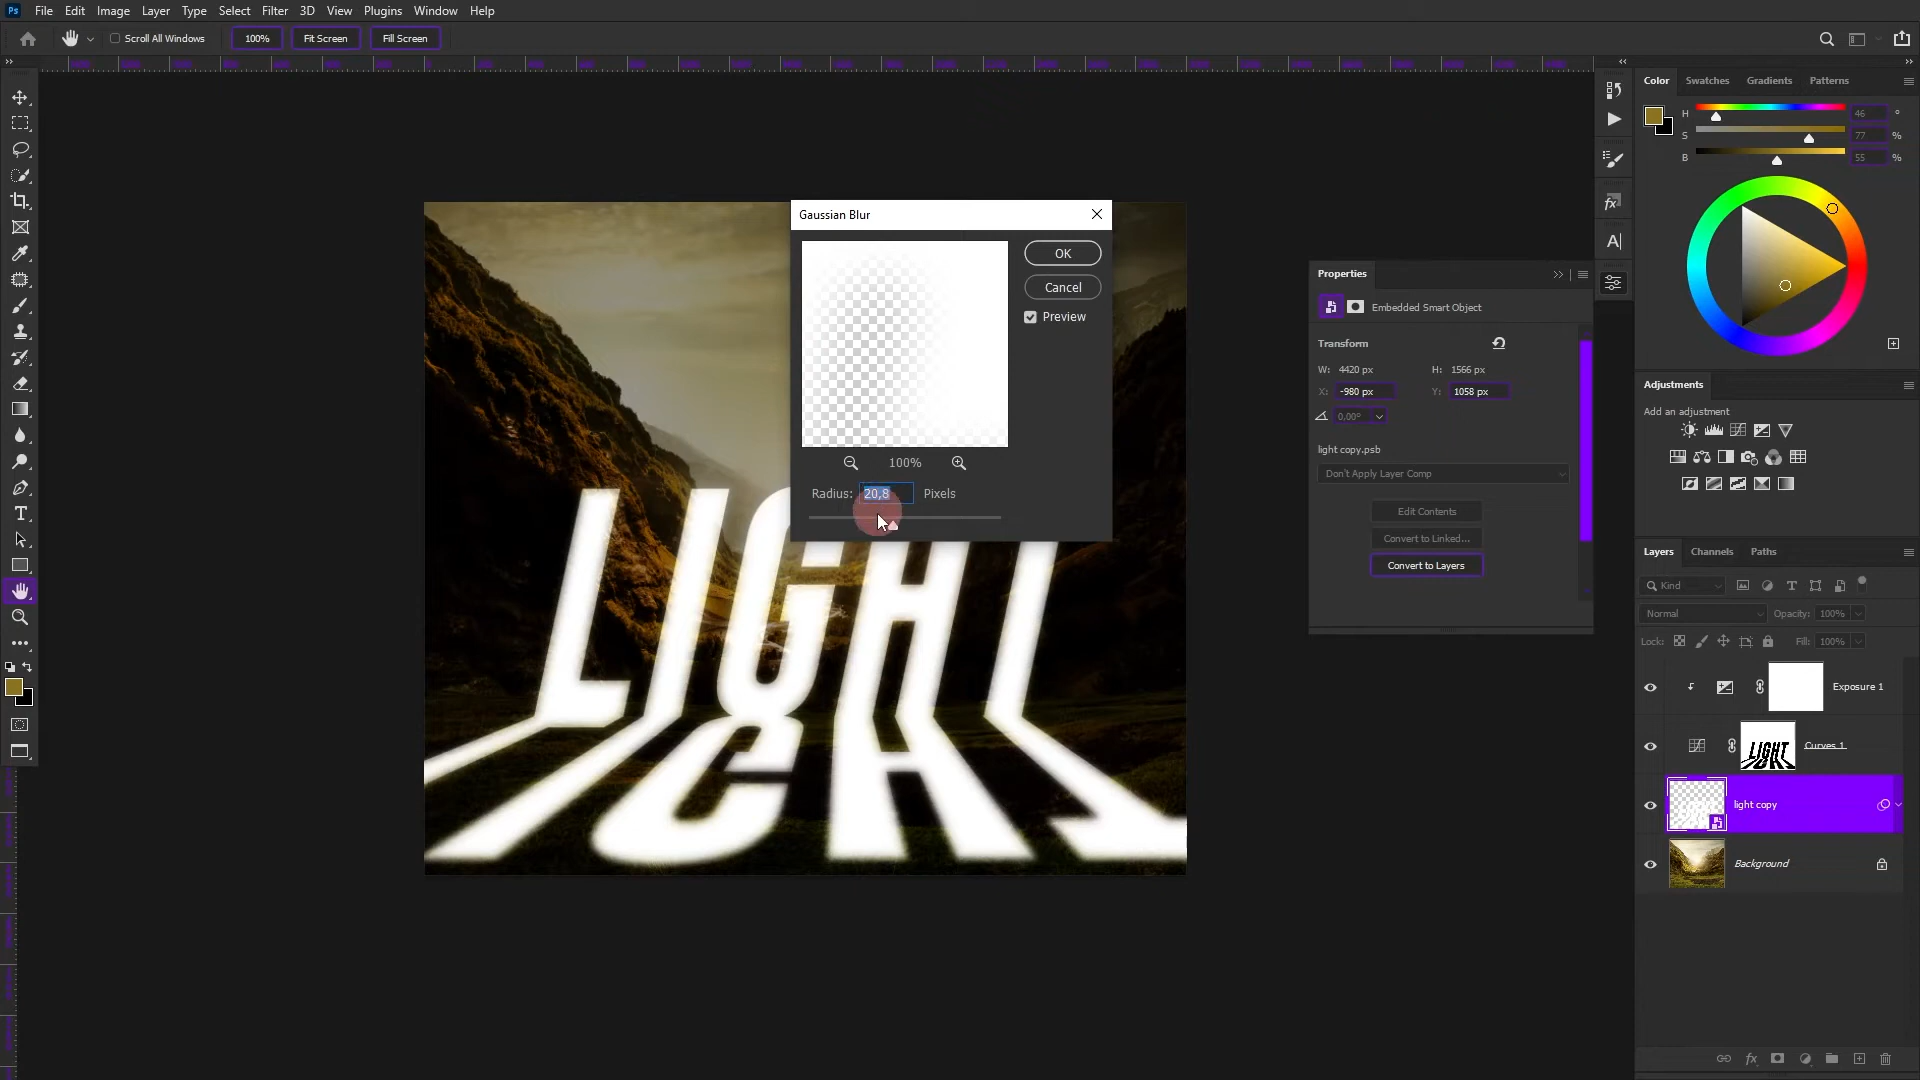 Ps File Edit Image Layer Type Select Filter 3D View Plugins Window Help
Scroll All Windows 100% Fit Screen Fill Screen
Color Swatches Gradients Patterns
H 46 °
S 77 %
B 55 %
Gaussian Blur
OK
Cancel
Preview
100%
Radius: 20,8 Pixels
LIGHT
Properties
Embedded Smart Object
Transform
W: 4420 px H: 1566 px
X: -980 px Y: 1058 px
0,00°
light copy.psb
Don't Apply Layer Comp
Edit Contents
Convert to Linked...
Convert to Layers
Adjustments
Add an adjustment
Layers Channels Paths
Kind
Normal Opacity: 100%
Lock: Fill: 100%
Exposure 1
LIGHT Curves 1
light copy
Background